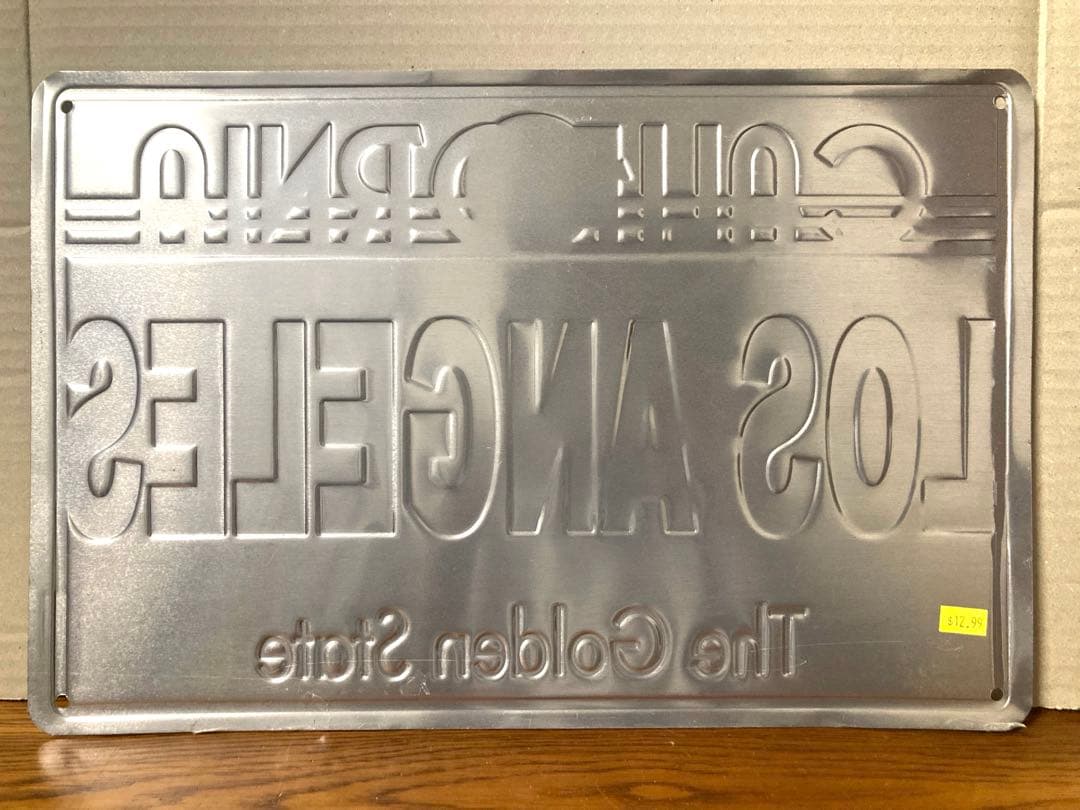 CALIFORNIA
LOS ANGELES
The Golden State
$12.99